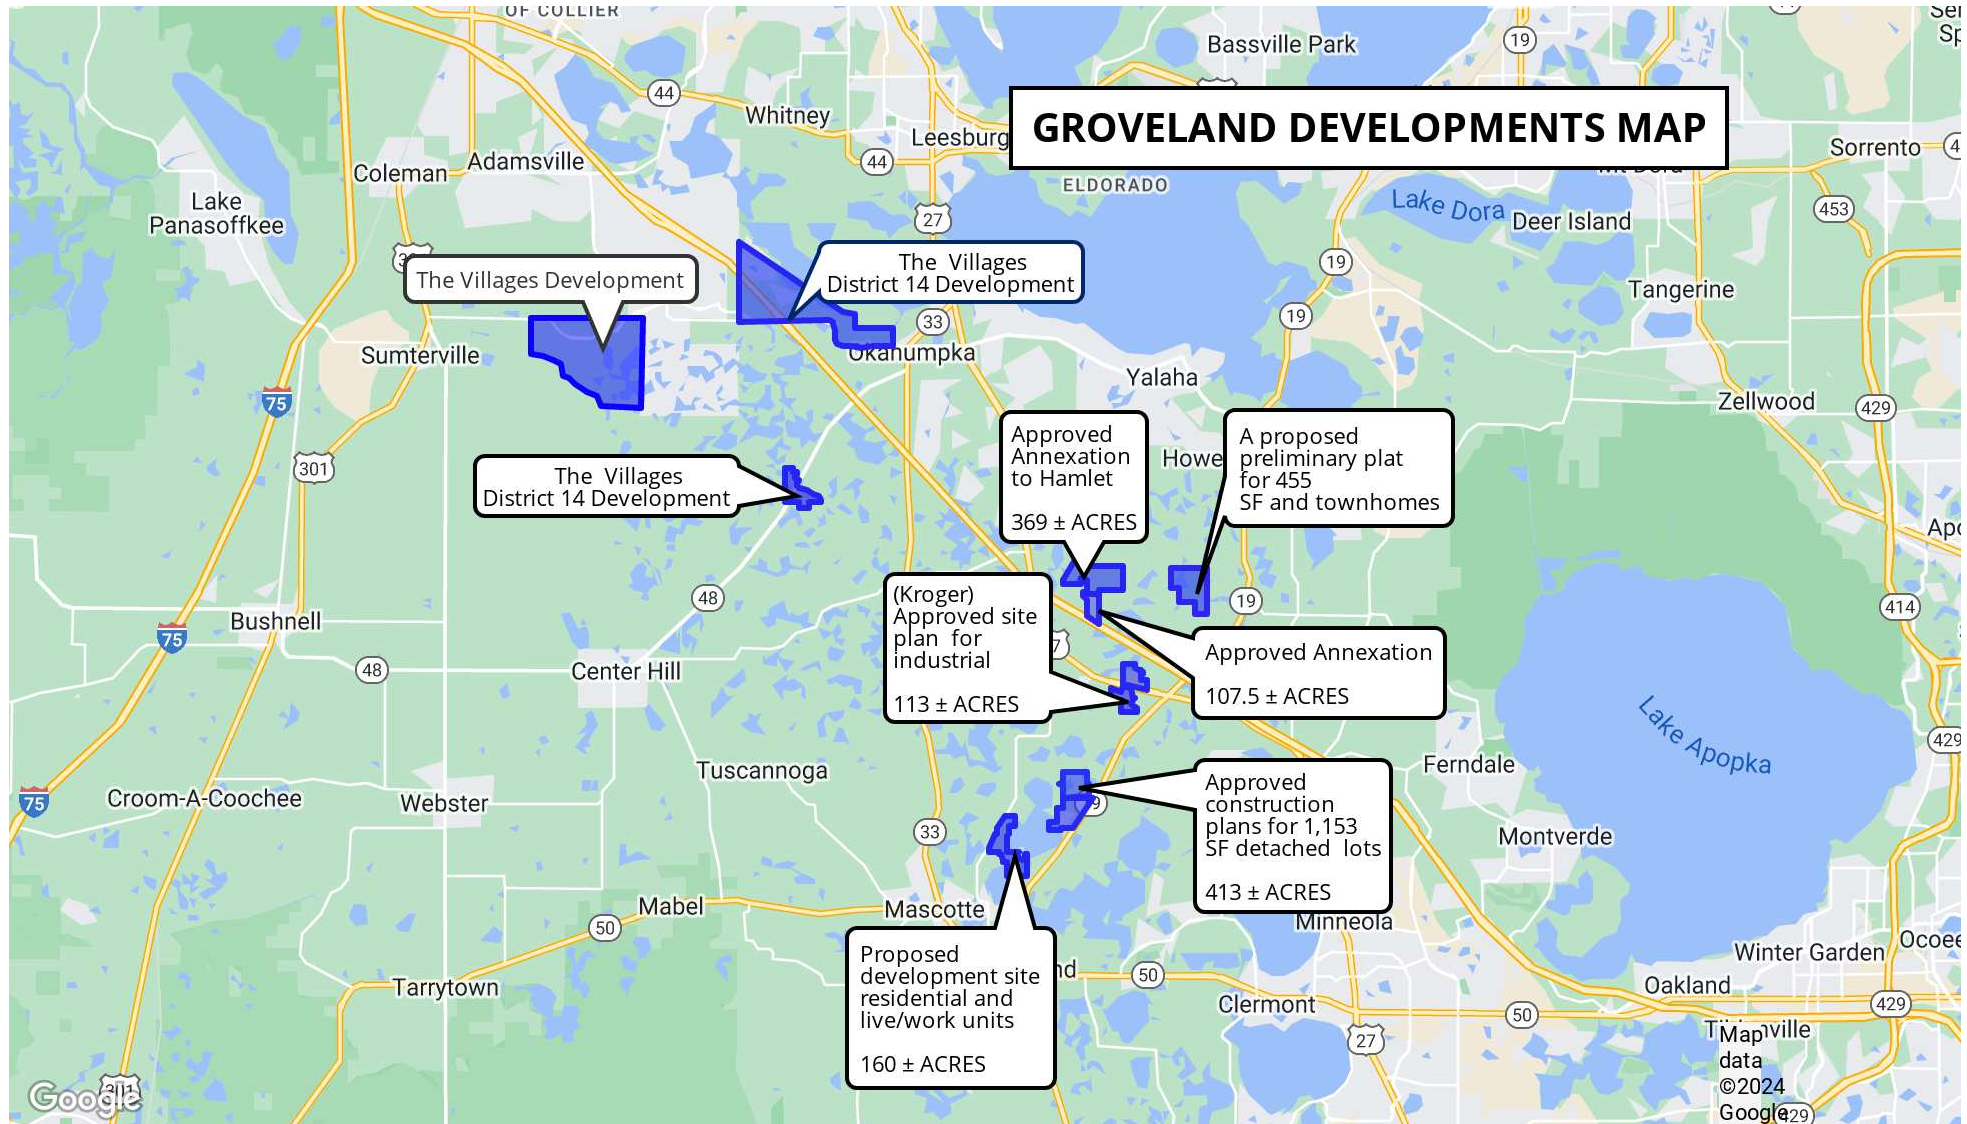 OF COLLIER
Bassville Park
19
44
Whitney
Leesburg
GROVELAND DEVELOPMENTS MAP
Sorrento
Coleman
Adamsville
44
ELDORADO
Lake Dora
Deer Island
453
Lake
Panasoffkee
27
19
Tangerine
The Villages Development
The Villages
District 14 Development
33
19
Sumterville
Okahumpka
Yalaha
75
Zellwood
429
301
Approved
Annexation
to Hamlet
369 ± ACRES
Howe
A proposed
preliminary plat
for 455
SF and townhomes
The Villages
District 14 Development
48
19
414
(Kroger)
Approved site
plan for
industrial
113 ± ACRES
Bushnell
75
48
Center Hill
7
Approved Annexation
107.5 ± ACRES
Lake Apopka
429
Ferndale
Tuscannoga
75
Croom-A-Coochee
Webster
33
9
Approved
construction
plans for 1,153
SF detached lots
413 ± ACRES
Montverde
Mabel
Mascotte
Minneola
50
Winter Garden
Ocoee
Proposed
development site
residential and
live/work units
160 ± ACRES
nd
50
Tarrytown
Clermont
50
Oakland
429
27
Map
data
©2024
Google
429
301
Google